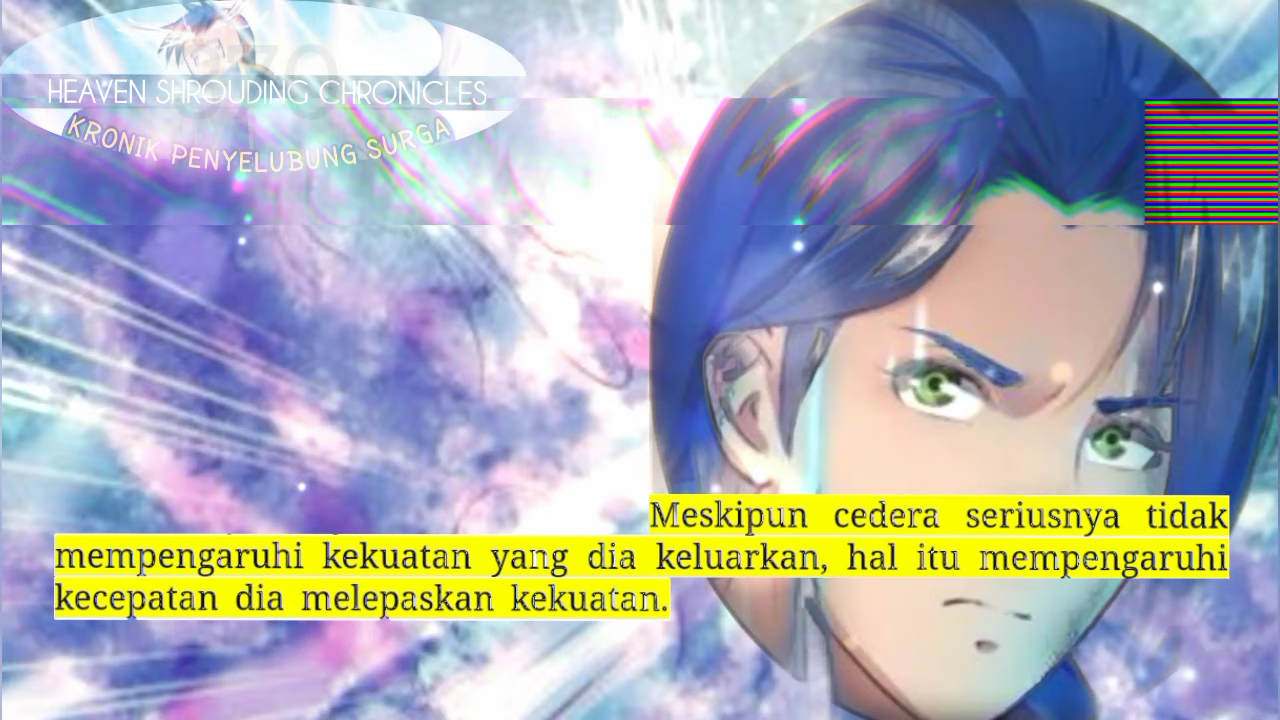 HEAVEN SHROUDING CHRONICLES
KRONIK PENYELUBUNG SURGA
Meskipun cedera seriusnya tidak
mempengaruhi kekuatan yang dia keluarkan, hal itu mempengaruhi
kecepatan dia melepaskan kekuatan.